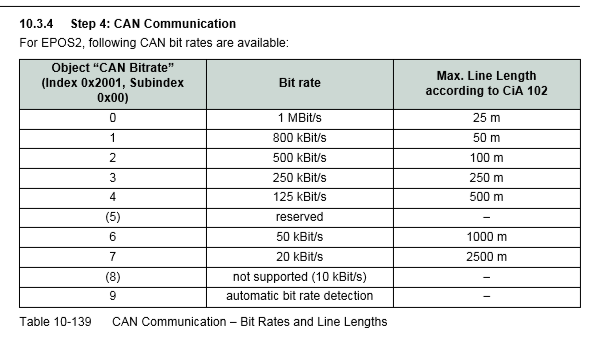 10.3.4 Step 4: CAN Communication
For EPOS2, following CAN bit rates are available:
Object “CAN Bitrate” (Index 0x2001, Subindex 0x00) Bit rate Max. Line Length according to CiA 102
0 1 MBit/s 25 m
1 800 kBit/s 50 m
2 500 kBit/s 100 m
3 250 kBit/s 250 m
4 125 kBit/s 500 m
(5) reserved –
6 50 kBit/s 1000 m
7 20 kBit/s 2500 m
(8) not supported (10 kBit/s) –
9 automatic bit rate detection –
Table 10-139 CAN Communication – Bit Rates and Line Lengths